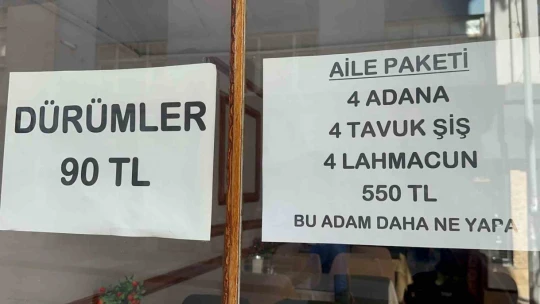 DÜRÜMLER
90 TL
AİLE PAKETİ
4 ADANA
4 TAVUK ŞİŞ
4 LAHMACUN
550 TL
BU ADAM DAHA NE YAPA